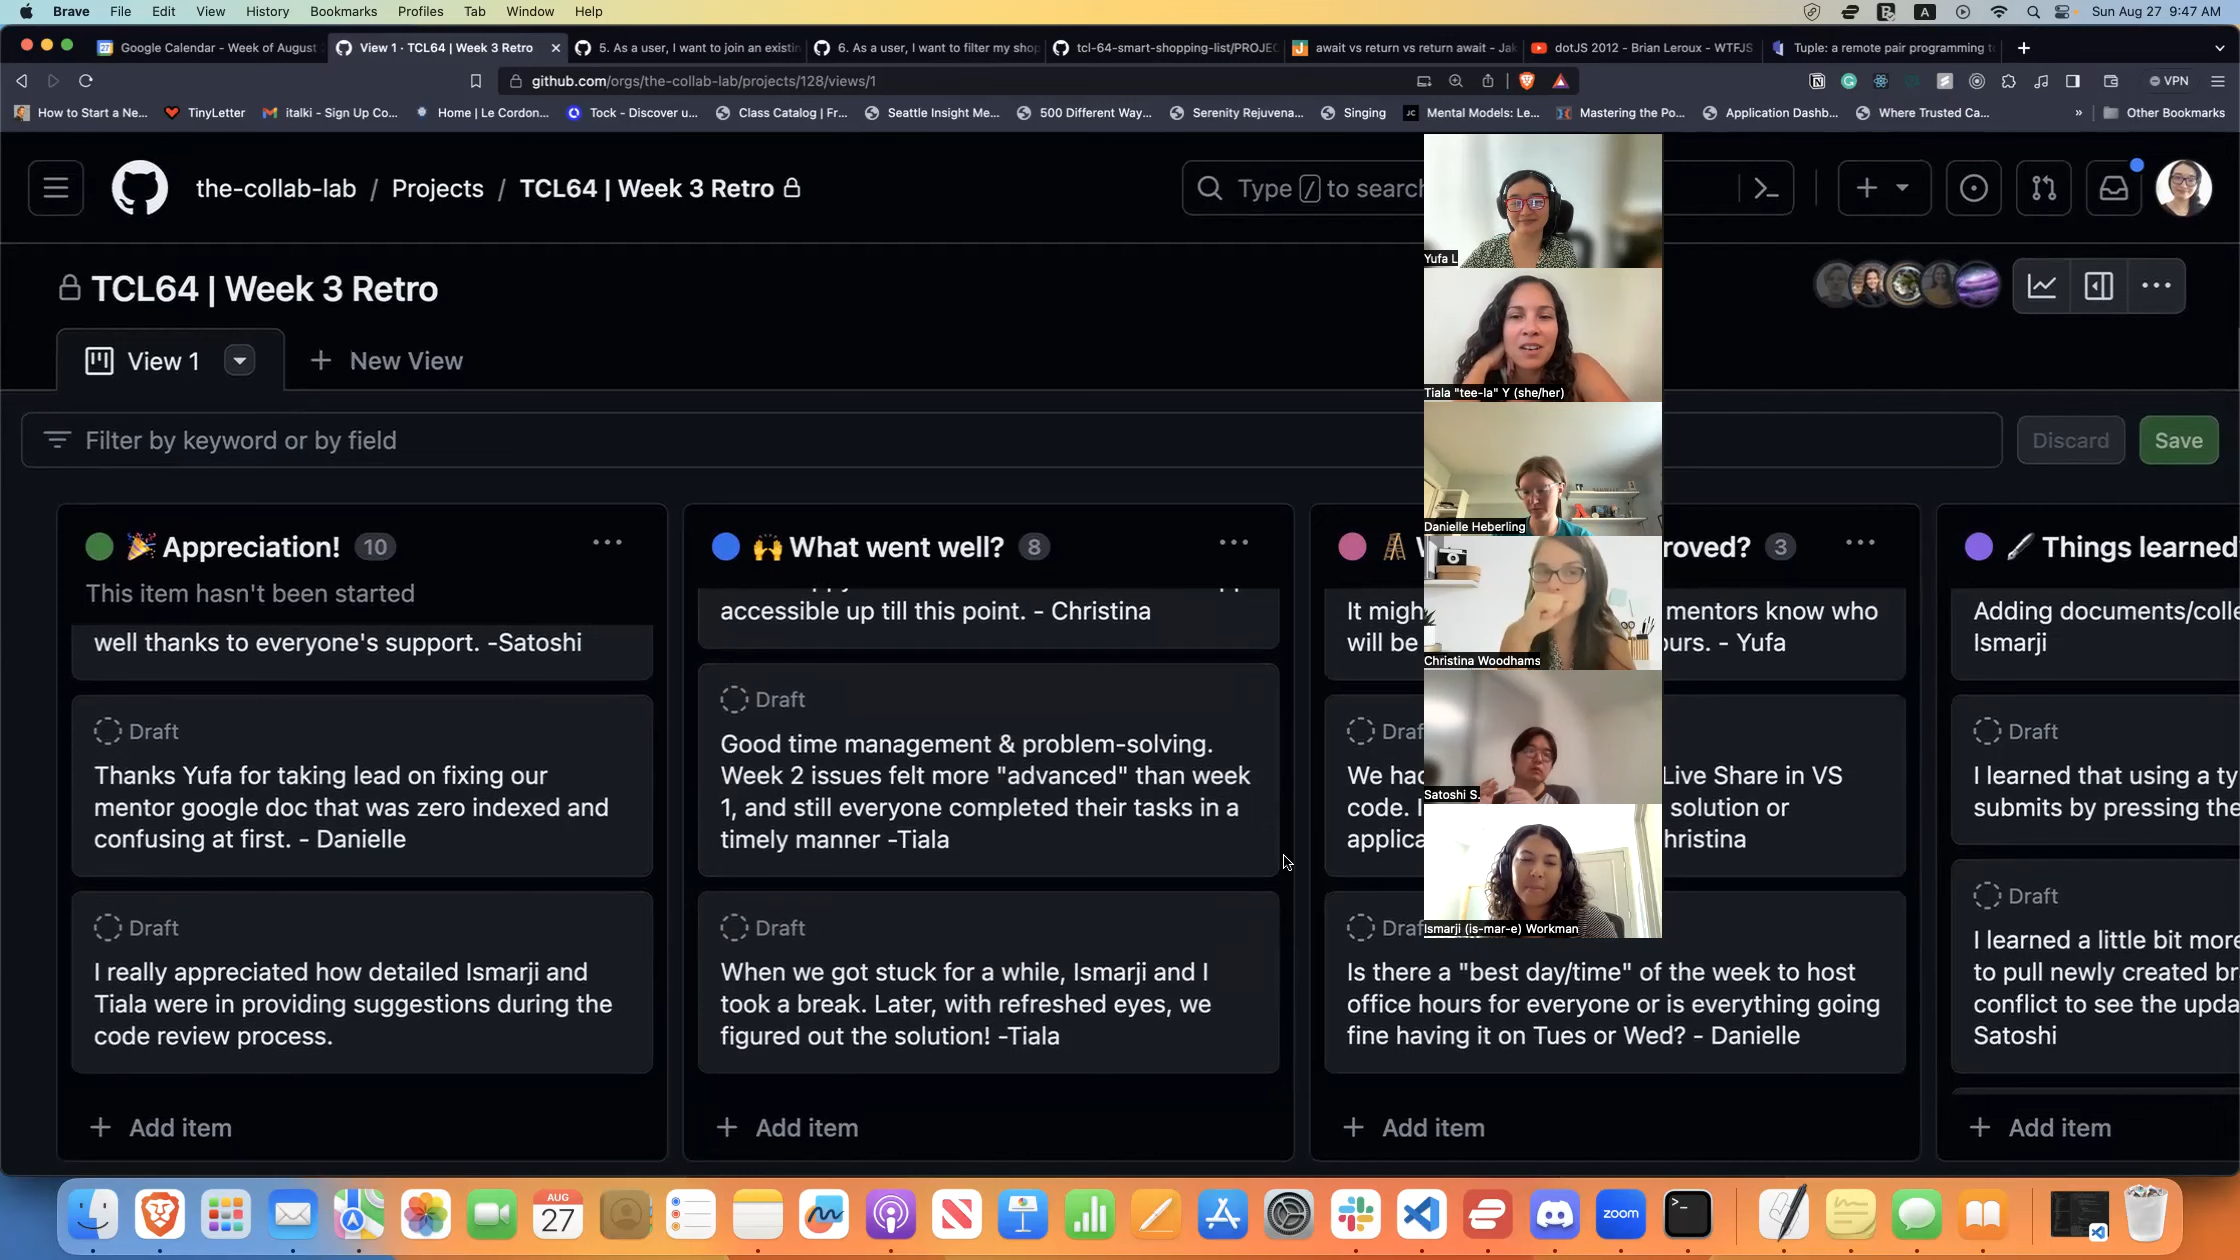 Brave File Edit View History Bookmarks Profiles Tab Window Help
A
Sun Aug 27 9:47 AM
Google Calendar - Week of August
View 1 · TCL64 | Week 3 Retro
5. As a user, I want to join an existin
6. As a user, I want to filter my shop
tcl-64-smart-shopping-list/PROJEC
await vs return vs return await - Jak
dotJS 2012 - Brian Leroux - WTFJS
Tuple: a remote pair programming to
github.com/orgs/the-collab-lab/projects/128/views/1
VPN
How to Start a Ne...
TinyLetter
italki - Sign Up Co...
Home | Le Cordon...
Tock - Discover u...
Class Catalog | Fr...
Seattle Insight Me...
500 Different Way...
Serenity Rejuvena...
Singing
Mental Models: Le...
Mastering the Po...
Application Dashb...
Where Trusted Ca...
»
Other Bookmarks
the-collab-lab / Projects / TCL64 | Week 3 Retro
Type / to search
TCL64 | Week 3 Retro
View 1
New View
Filter by keyword or by field
Discard
Save
Appreciation! 10
This item hasn't been started
well thanks to everyone's support. -Satoshi
Draft
Thanks Yufa for taking lead on fixing our
mentor google doc that was zero indexed and
confusing at first. - Danielle
Draft
I really appreciated how detailed Ismarji and
Tiala were in providing suggestions during the
code review process.
+ Add item
What went well? 8
accessible up till this point. - Christina
Draft
Good time management & problem-solving.
Week 2 issues felt more "advanced" than week
1, and still everyone completed their tasks in a
timely manner -Tiala
Draft
When we got stuck for a while, Ismarji and I
took a break. Later, with refreshed eyes, we
figured out the solution! -Tiala
+ Add item
roved? 3
It migh mentors know who
will be urs. - Yufa
Draf
We hac Live Share in VS
code. I solution or
applica hristina
Draf
Is there a "best day/time" of the week to host
office hours for everyone or is everything going
fine having it on Tues or Wed? - Danielle
+ Add item
Things learned
Adding documents/colle
Ismarji
Draft
I learned that using a ty
submits by pressing the
Draft
I learned a little bit more
to pull newly created br
conflict to see the upda
Satoshi
+ Add item
Yufa L
Tiala "tee-la" Y (she/her)
Danielle Heberling
Christina Woodhams
Satoshi S.
Ismarji (is-mar-e) Workman
AUG
27
zoom